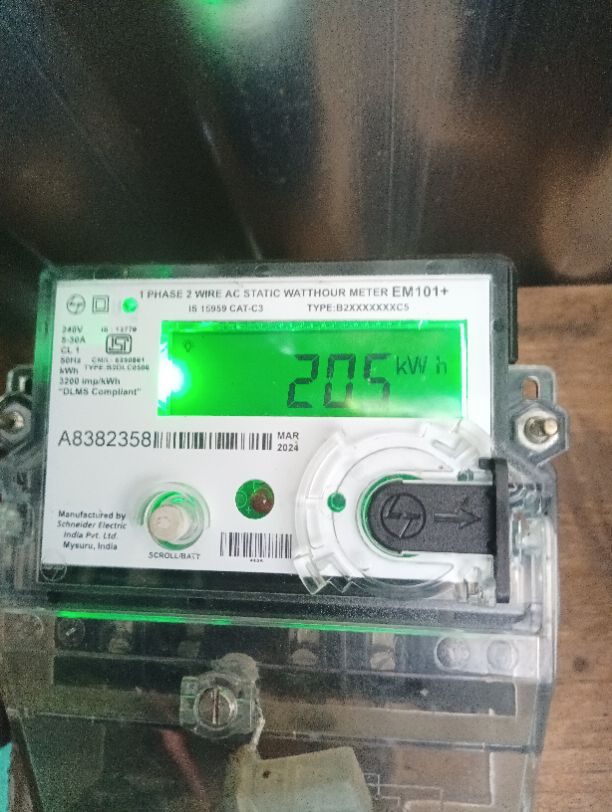 1 PHASE 2 WIRE AC STATIC WATTHOUR METER EM101+
IS 15959 CAT-C3 TYPE:B2XXXXXXXC5
240V IS : 13779
5-30A
CL 1
50Hz
kWh
3200 imp/kWh
"DLMS Compliant"
205 kWh
A8382358
MAR
2024
Manufactured by
Schneider Electric
India Pvt. Ltd.
Mysuru, India
SCROLL/BATT